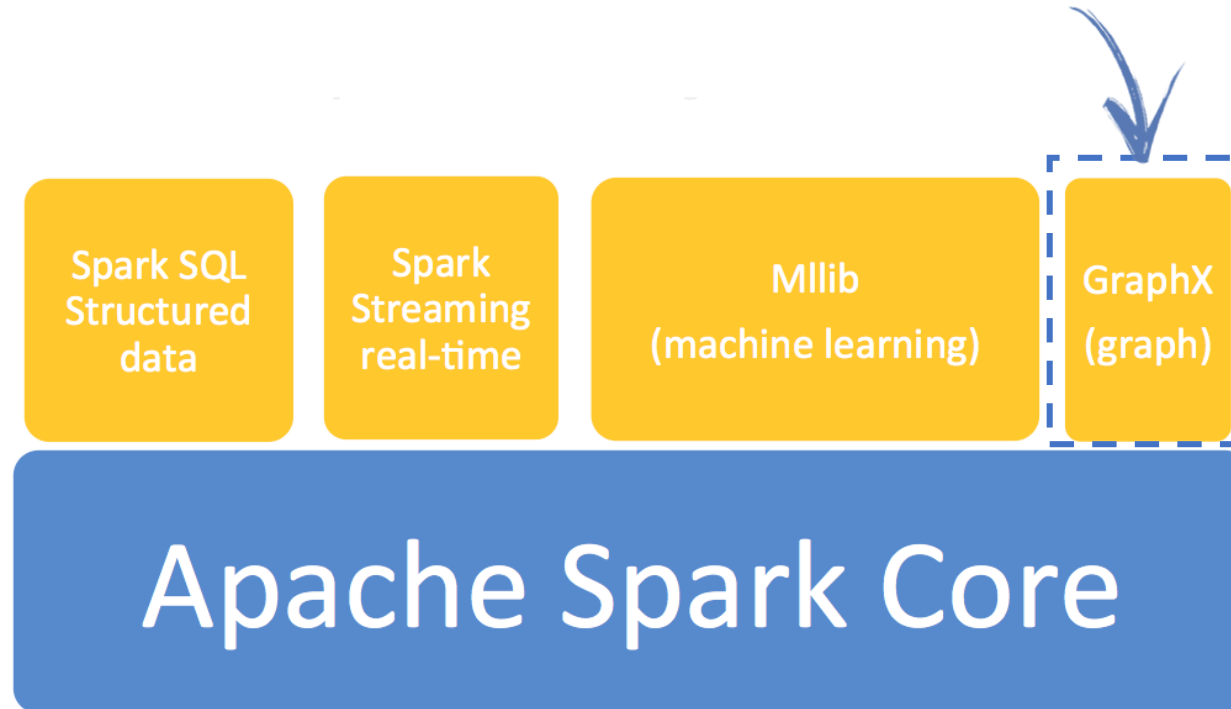 Spark SQL
Structured
data
Spark
Streaming
real-time
Mllib
(machine learning)
GraphX
(graph)
Apache Spark Core